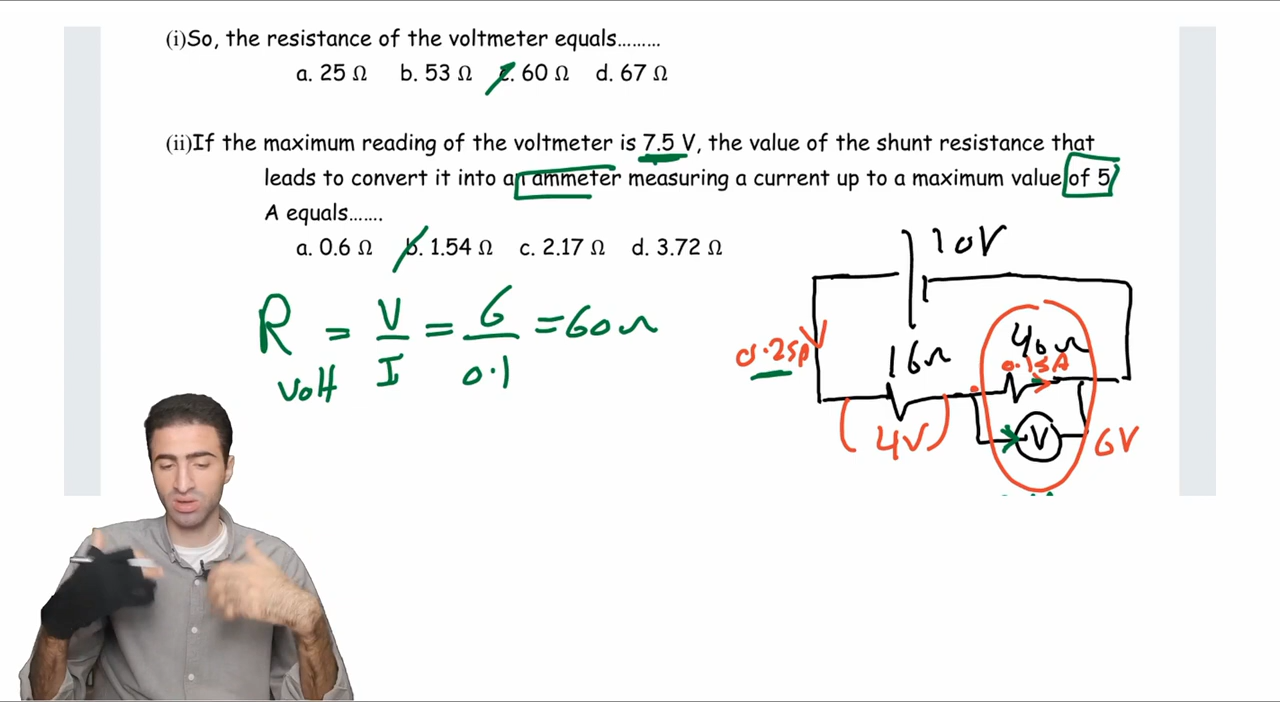 (i)So, the resistance of the voltmeter equals.........
a. 25 Ω b. 53 Ω c. 60 Ω d. 67 Ω
(ii)If the maximum reading of the voltmeter is 7.5 V, the value of the shunt resistance that
leads to convert it into an ammeter measuring a current up to a maximum value of 5
A equals.......
a. 0.6 Ω b. 1.54 Ω c. 2.17 Ω d. 3.72 Ω
10V
R volt = V/I = 6/0.1 = 60Ω
0.25A
16Ω
40Ω
0.15A
4V
V
6V